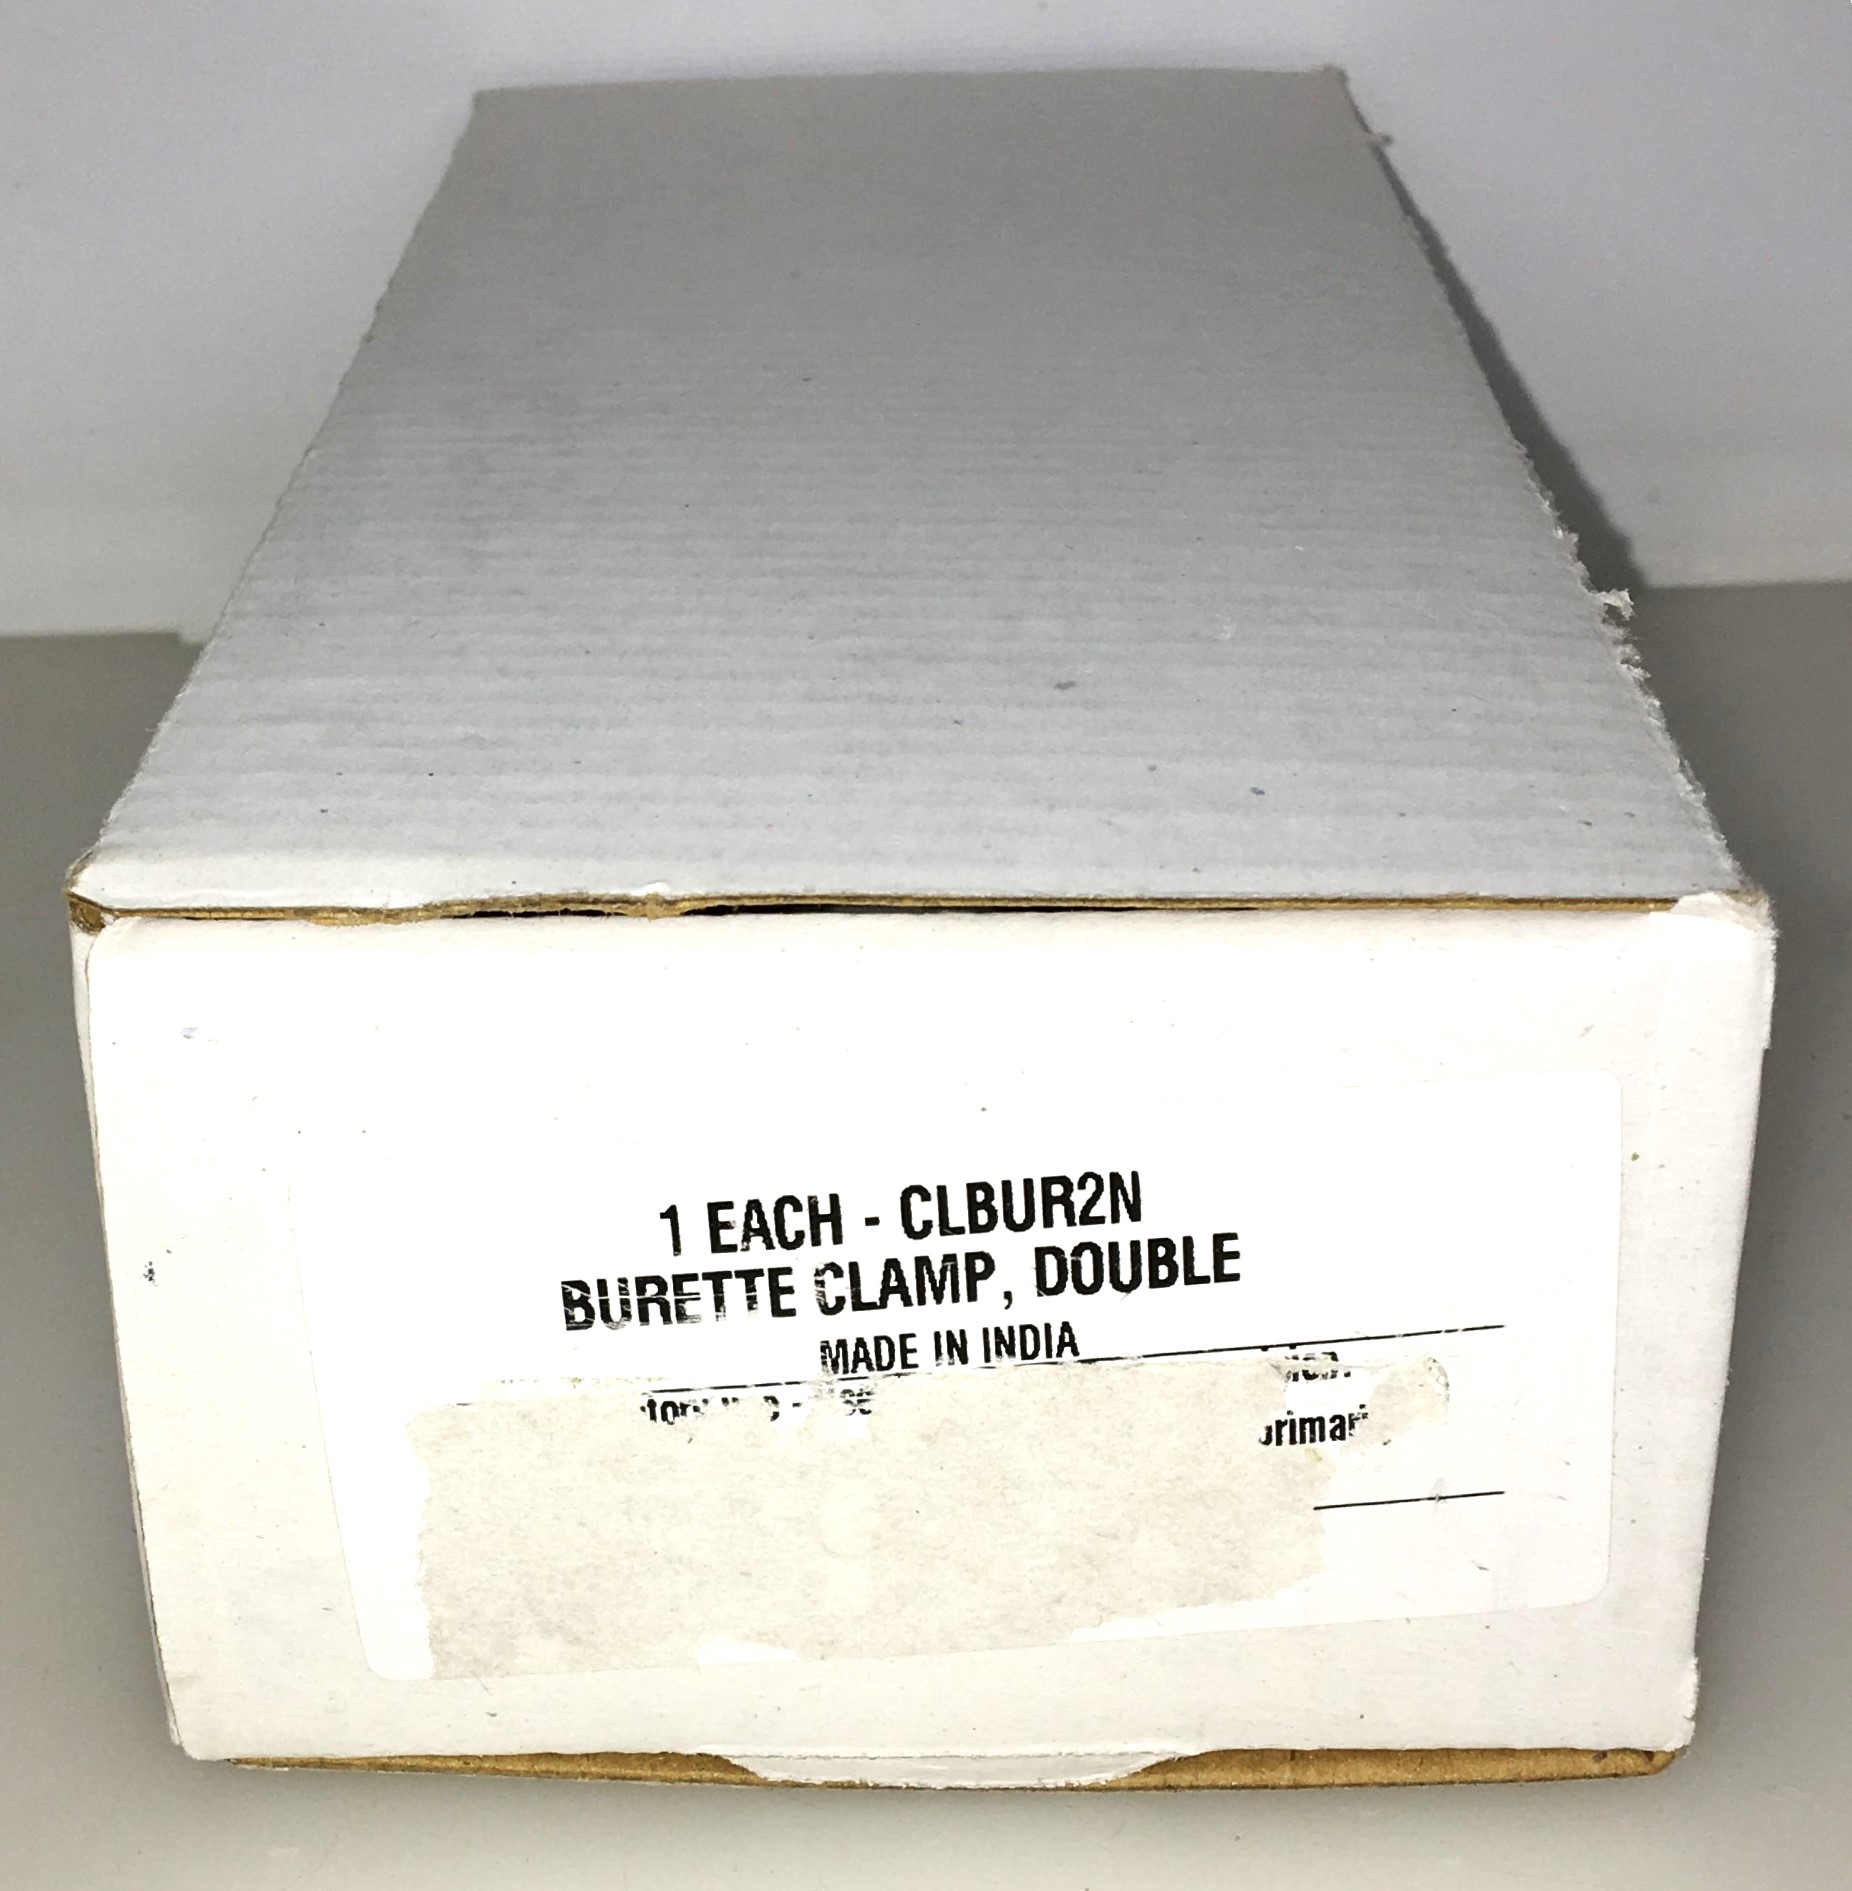 1 EACH - CLBUR2N
BURETTE CLAMP, DOUBLE
MADE IN INDIA